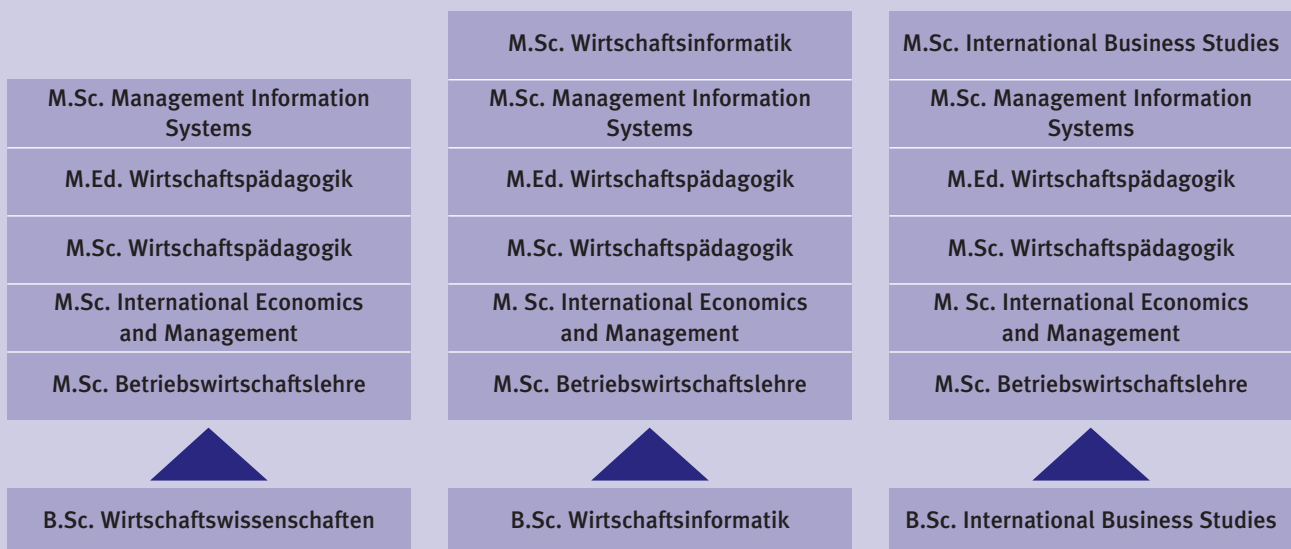 M.Sc. Management Information
Systems
M.Ed. Wirtschaftspädagogik
M.Sc. Wirtschaftspädagogik
M.Sc. International Economics
and Management
M.Sc. Betriebswirtschaftslehre
B.Sc. Wirtschaftswissenschaften
M.Sc. Wirtschaftsinformatik
M.Sc. Management Information
Systems
M.Ed. Wirtschaftspädagogik
M.Sc. Wirtschaftspädagogik
M. Sc. International Economics
and Management
M.Sc. Betriebswirtschaftslehre
B.Sc. Wirtschaftsinformatik
M.Sc. International Business Studies
M.Sc. Management Information
Systems
M.Ed. Wirtschaftspädagogik
M.Sc. Wirtschaftspädagogik
M. Sc. International Economics
and Management
M.Sc. Betriebswirtschaftslehre
B.Sc. International Business Studies